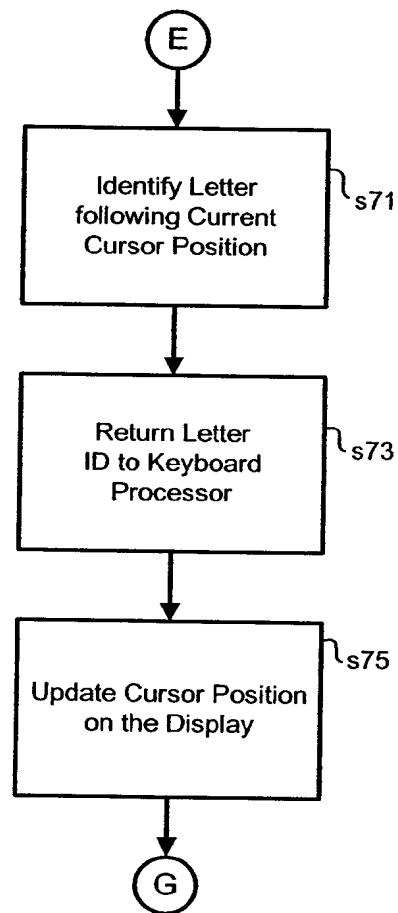 E
Identify Letter
following Current
Cursor Position
s71
Return Letter
ID to Keyboard
Processor
s73
Update Cursor Position
on the Display
s75
G